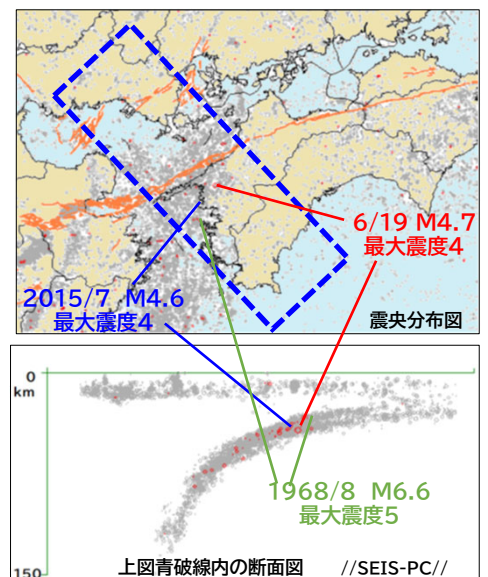 6/19 M4.7
最大震度4
2015/7 M4.6
最大震度4
震央分布図
0
km
1968/8 M6.6
最大震度5
150
上図青破線内の断面図 //SEIS-PC//